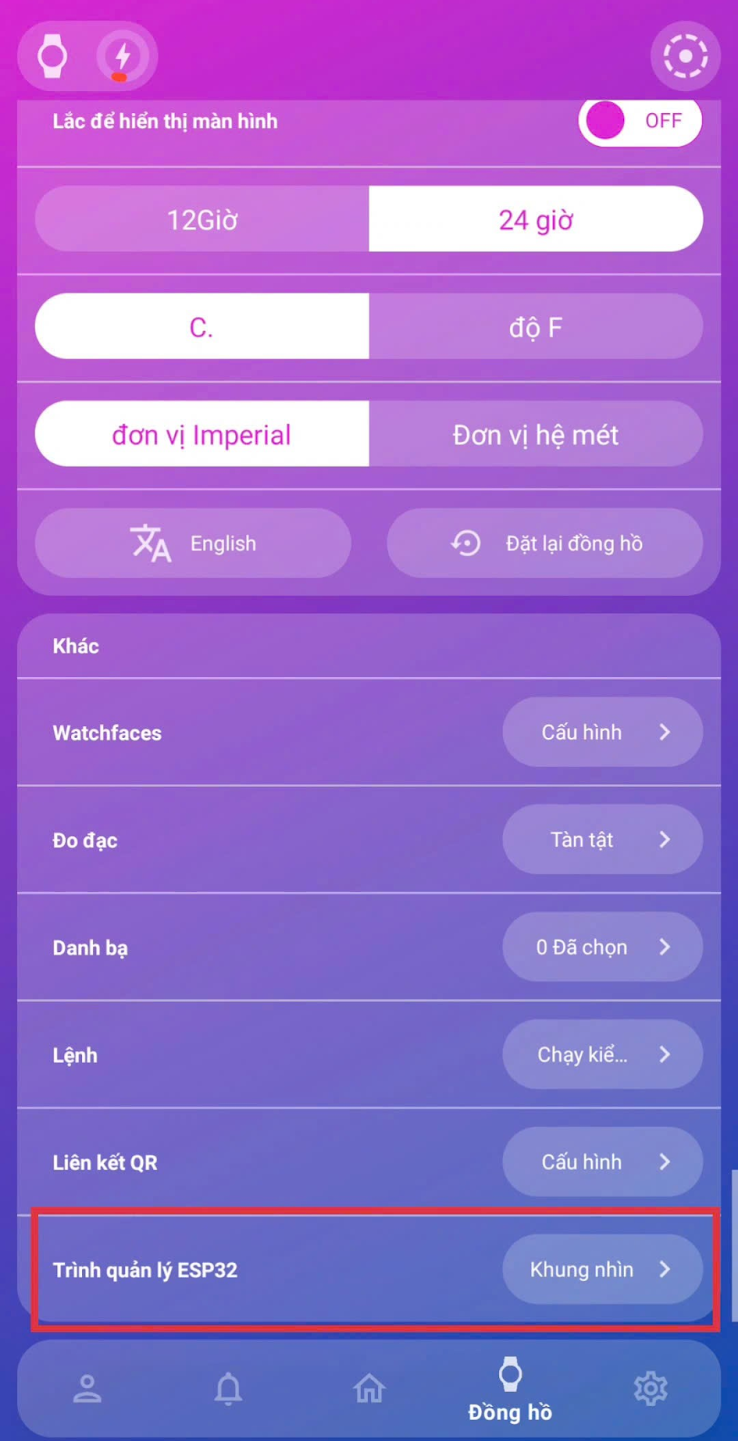 Lắc để hiển thị màn hình
OFF
12Giờ
24 giờ
C.
độ F
đơn vị Imperial
Đơn vị hệ mét
English
Đặt lại đồng hồ
Khác
Watchfaces
Cấu hình
Đo đạc
Tàn tật
Danh bạ
0 Đã chọn
Lệnh
Chạy kiể...
Liên kết QR
Cấu hình
Trình quản lý ESP32
Khung nhìn
Đồng hồ